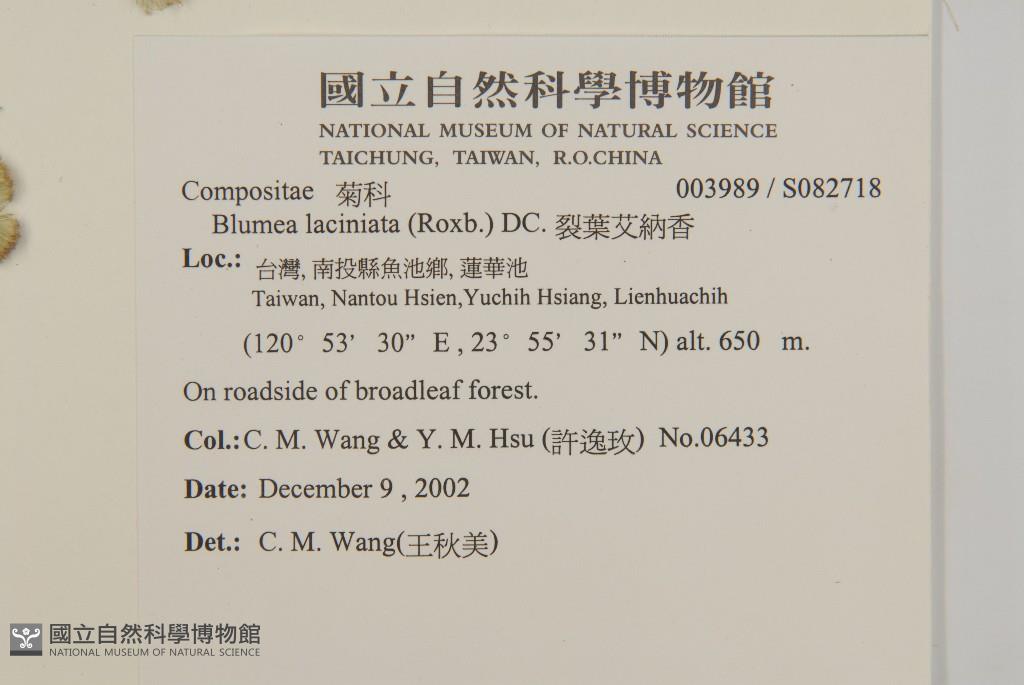 國立自然科學博物館
NATIONAL MUSEUM OF NATURAL SCIENCE
TAICHUNG, TAIWAN, R.O.CHINA
Compositae 菊科 003989 / S082718
Blumea laciniata (Roxb.) DC. 裂葉艾納香
Loc.: 台灣, 南投縣魚池鄉, 蓮華池
Taiwan, Nantou Hsien,Yuchih Hsiang, Lienhuachih
(120° 53’ 30” E , 23° 55’ 31” N) alt. 650 m.
On roadside of broadleaf forest.
Col.: C. M. Wang & Y. M. Hsu (許逸玫) No.06433
Date: December 9 , 2002
Det.: C. M. Wang(王秋美)
國立自然科學博物館
NATIONAL MUSEUM OF NATURAL SCIENCE